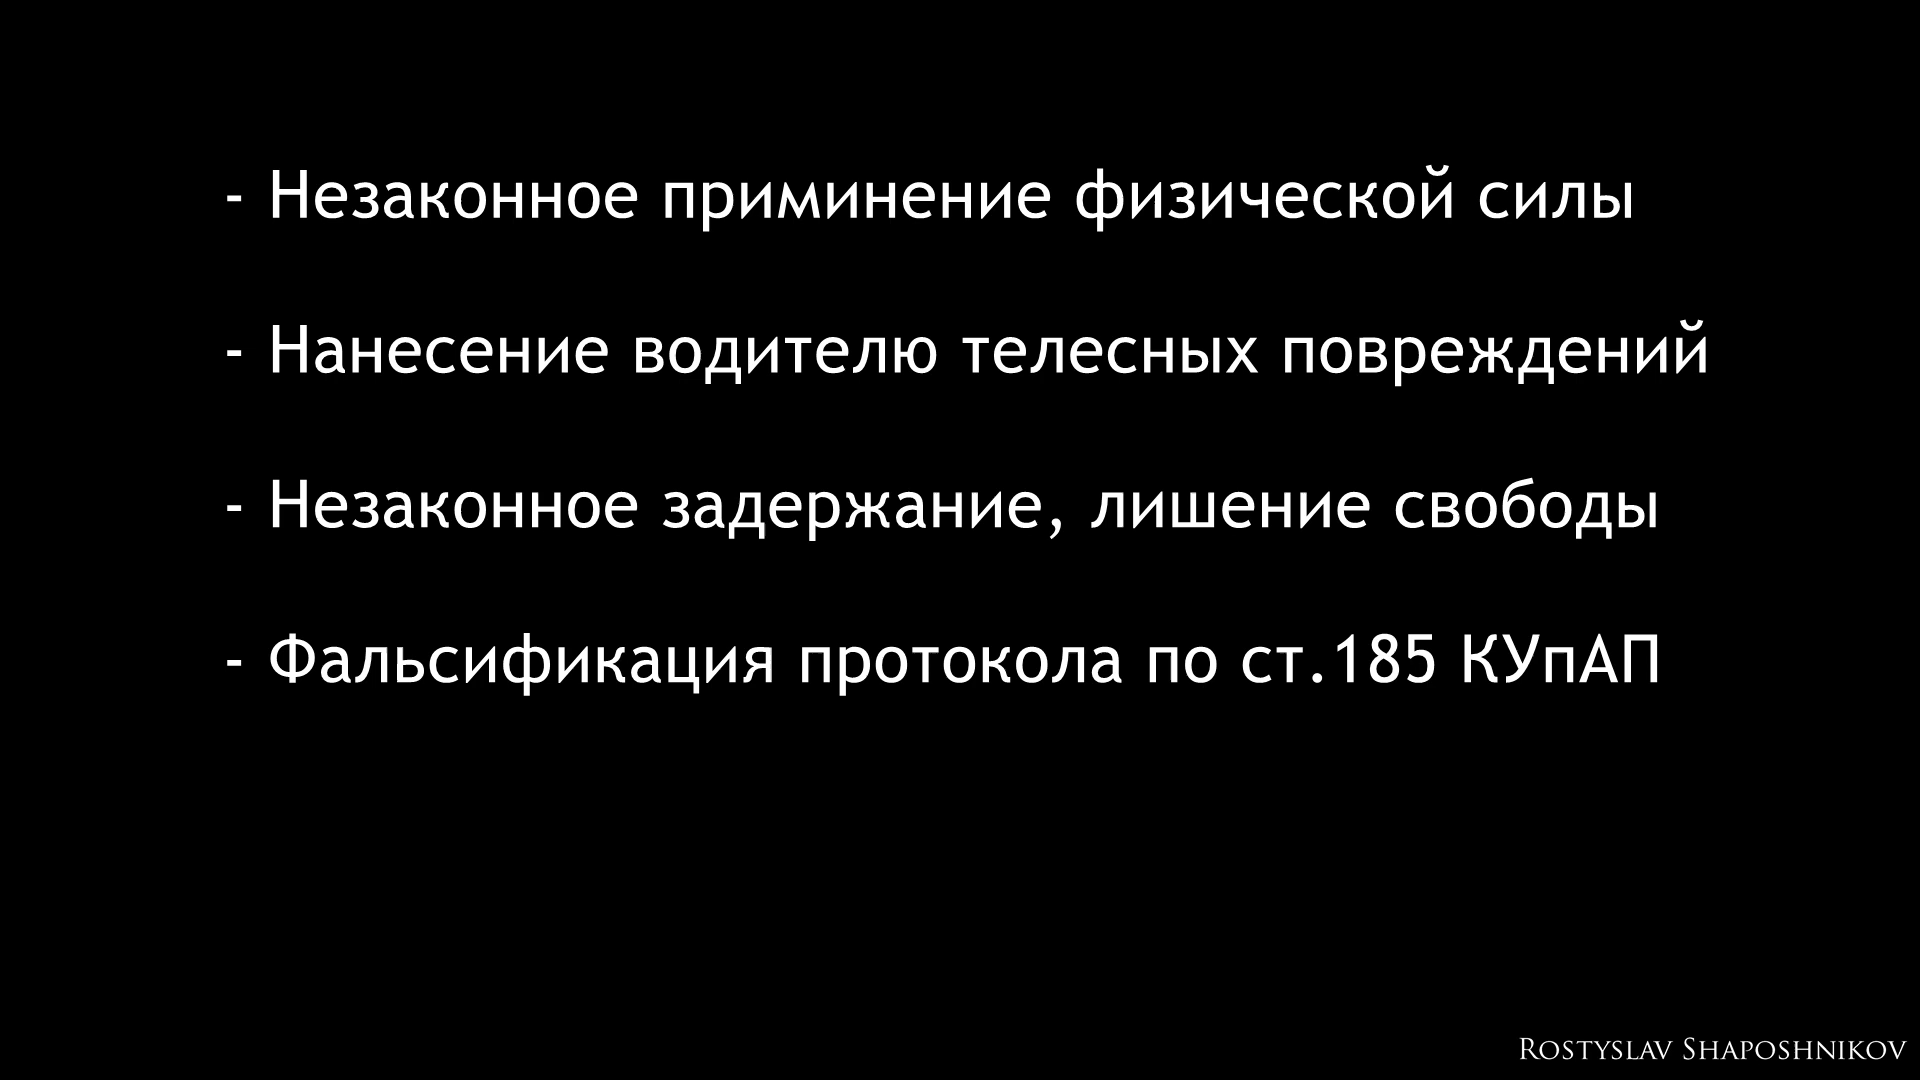 - Незаконное приминение физической силы
- Нанесение водителю телесных повреждений
- Незаконное задержание, лишение свободы
- Фальсификация протокола по ст.185 КУпАП
Rostyslav Shaposhnikov